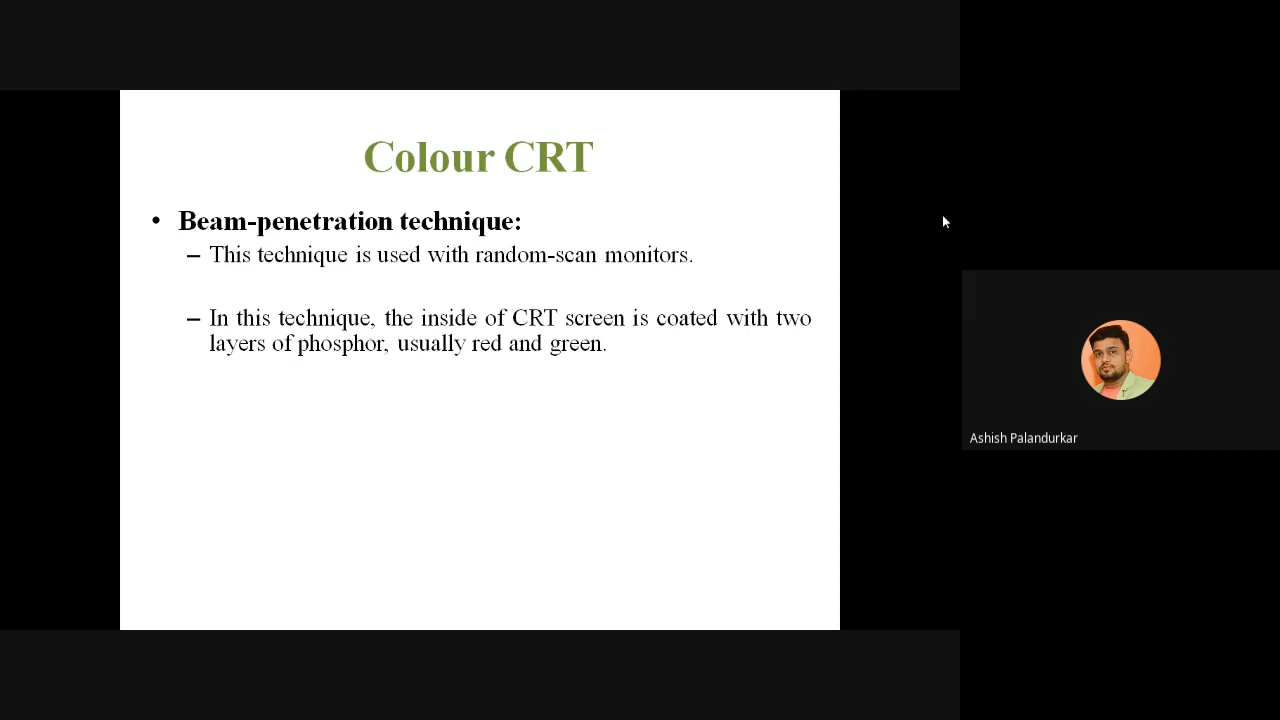 Colour CRT
• Beam-penetration technique:
– This technique is used with random-scan monitors.
– In this technique, the inside of CRT screen is coated with two
layers of phosphor, usually red and green.
Ashish Palandurkar